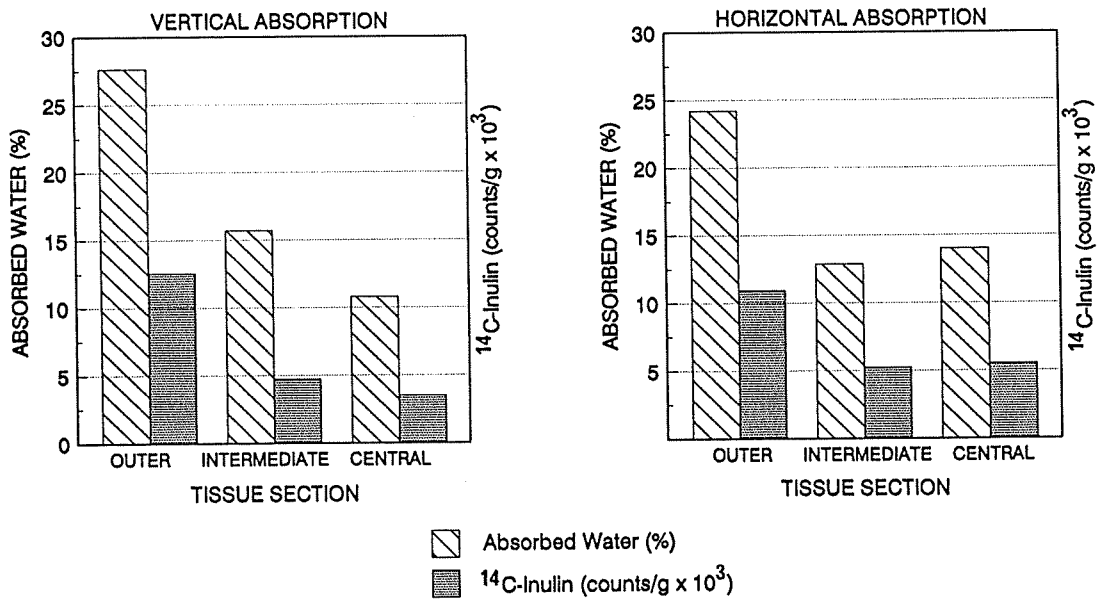 VERTICAL ABSORPTION
30
25
20
15
10
5
0
ABSORBED WATER (%)
14C-Inulin (counts/g x 10^3)
OUTER INTERMEDIATE CENTRAL
TISSUE SECTION
HORIZONTAL ABSORPTION
30
25
20
15
10
5
ABSORBED WATER (%)
14C-Inulin (counts/g x 10^3)
OUTER INTERMEDIATE CENTRAL
TISSUE SECTION
Absorbed Water (%)
14C-Inulin (counts/g x 10^3)